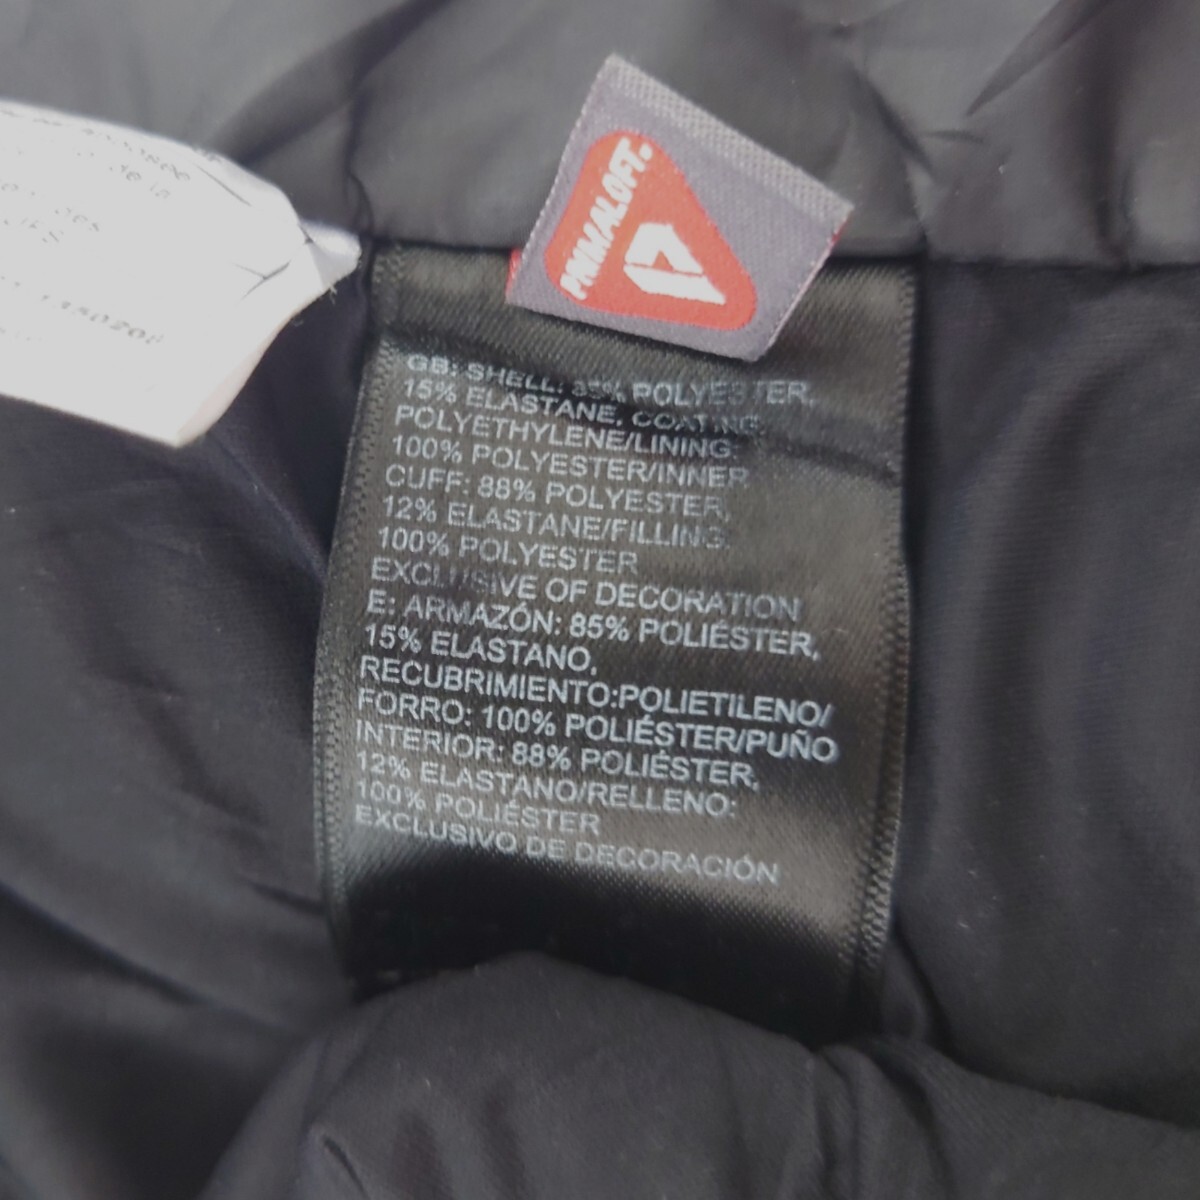 PRIMALOFT.
GB: SHELL: 85% POLYESTER,
15% ELASTANE, COATING:
POLYETHYLENE/LINING:
100% POLYESTER/INNER
CUFF: 88% POLYESTER,
12% ELASTANE/FILLING:
100% POLYESTER
EXCLUSIVE OF DECORATION
E: ARMAZÓN: 85% POLIÉSTER,
15% ELASTANO,
RECUBRIMIENTO:POLIETILENO/
FORRO: 100% POLIÉSTER/PUÑO
INTERIOR: 88% POLIÉSTER,
12% ELASTANO/RELLENO:
100% POLIÉSTER
EXCLUSIVO DE DECORACIÓN